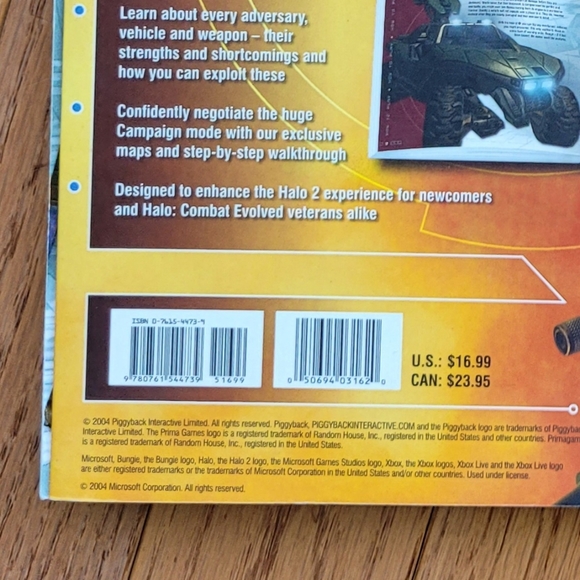 Learn about every adversary,
vehicle and weapon – their
strengths and shortcomings and
how you can exploit these
Confidently negotiate the huge
Campaign mode with our exclusive
maps and step-by-step walkthrough
Designed to enhance the Halo 2 experience for newcomers
and Halo: Combat Evolved veterans alike
ISBN 0-7615-4473-9
9 780761 544739 51699
0 50694 03162 0
U.S.: $16.99
CAN: $23.95
© 2004 Piggyback Interactive Limited. All rights reserved. Piggyback, PIGGYBACKINTERACTIVE.COM and the Piggyback logo are trademarks of Piggyba
Interactive Limited. The Prima Games logo is a registered trademark of Random House, Inc., registered in the United States and other countries. Primagam
is a registered trademark of Random House, Inc., registered in the United States.
Microsoft, Bungie, the Bungie logo, Halo, the Halo 2 logo, the Microsoft Games Studios logo, Xbox, the Xbox logos, Xbox Live and the Xbox Live logo
are either registered trademarks or the trademarks of Microsoft Corporation in the United States and/or other countries. Used under license.
© 2004 Microsoft Corporation. All rights reserved.